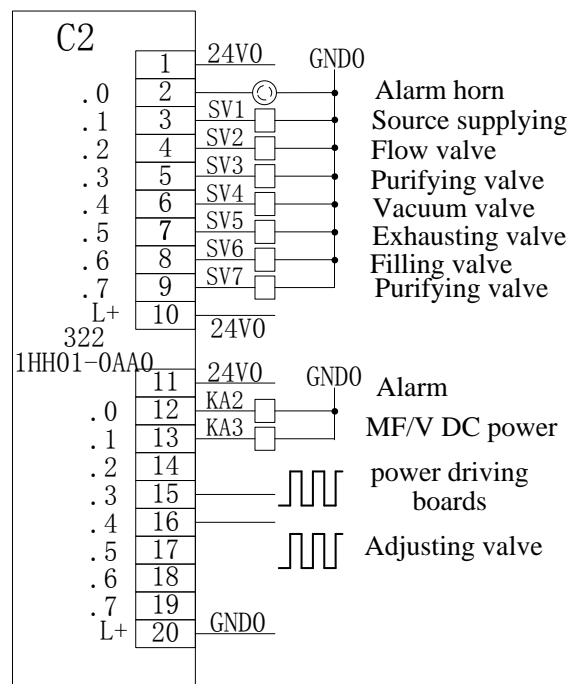 C2
1 24V0 GND0
.0 2 Alarm horn
.1 3 SV1 Source supplying
.2 4 SV2 Flow valve
.3 5 SV3 Purifying valve
.4 6 SV4 Vacuum valve
.5 7 SV5 Exhausting valve
.6 8 SV6 Filling valve
.7 9 SV7 Purifying valve
L+ 10 24V0
322
1HH01-0AA0
11 24V0 GND0
.0 12 KA2 Alarm
.1 13 KA3 MF/V DC power
.2 14
.3 15 power driving
boards
.4 16
.5 17 Adjusting valve
.6 18
.7 19
L+ 20 GND0